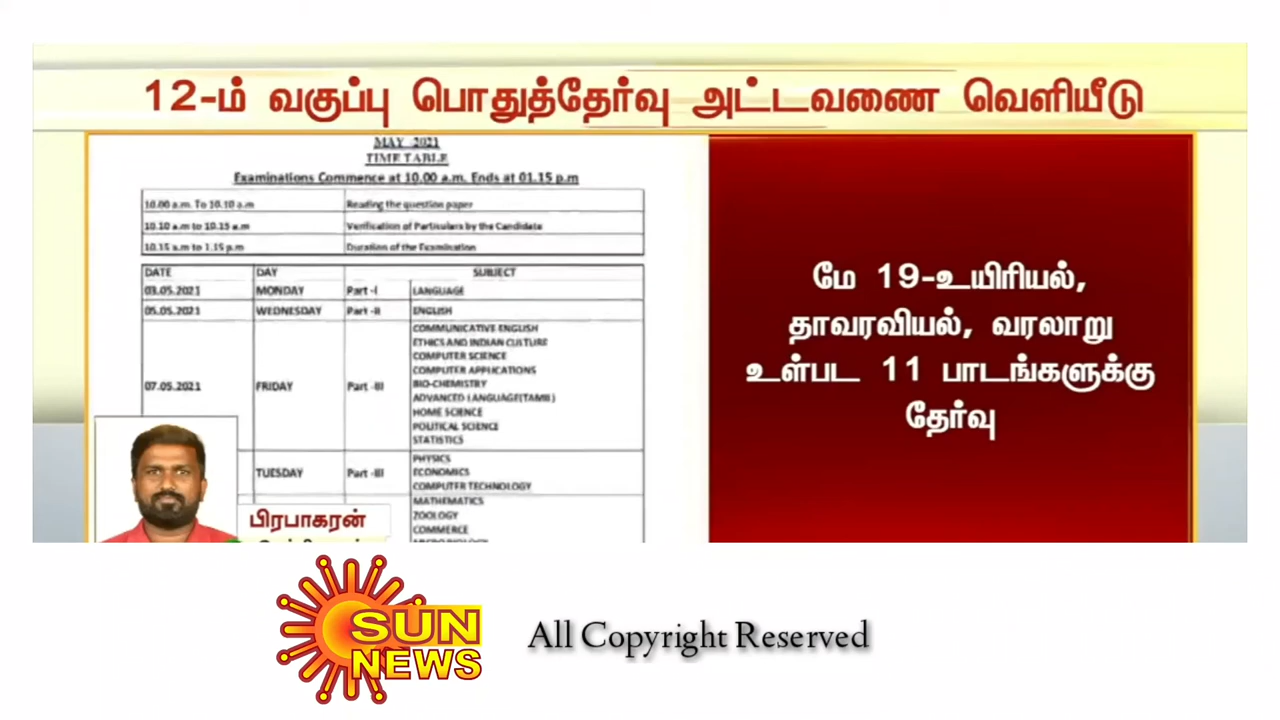 12-ம் வகுப்பு பொதுத்தேர்வு அட்டவணை வெளியீடு
MAY -2021
TIME TABLE
Examinations Commence at 10.00 a.m. Ends at 01.15 p.m
10.00 a.m. To 10.10 a.m Reading the question paper
10.10 a.m to 10.15 a.m Verification of Particulars by the Candidate
10.15 a.m to 1.15 p.m Duration of the Examination
DATE DAY SUBJECT
03.05.2021 MONDAY Part -I LANGUAGE
05.05.2021 WEDNESDAY Part -II ENGLISH
COMMUNICATIVE ENGLISH
ETHICS AND INDIAN CULTURE
COMPUTER SCIENCE
COMPUTER APPLICATIONS
07.05.2021 FRIDAY Part -III BIO-CHEMISTRY
ADVANCED LANGUAGE(TAMIL)
HOME SCIENCE
POLITICAL SCIENCE
STATISTICS
PHYSICS
TUESDAY Part -III ECONOMICS
COMPUTER TECHNOLOGY
MATHEMATICS
ZOOLOGY
COMMERCE
பிரபாகரன்
மே 19-உயிரியல்,
தாவரவியல், வரலாறு
உள்பட 11 பாடங்களுக்கு
தேர்வு
SUN
NEWS
All Copyright Reserved